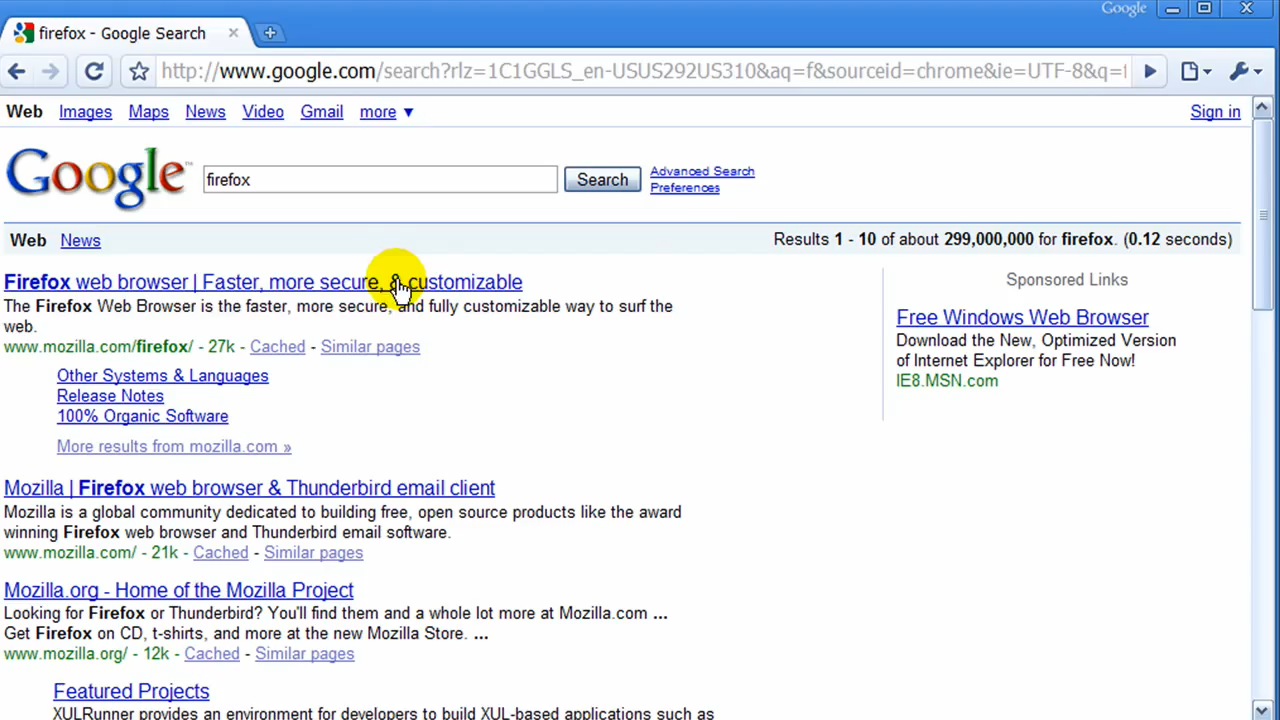 Google
firefox - Google Search
http://www.google.com/search?rlz=1C1GGLS_en-USUS292US310&aq=f&sourceid=chrome&ie=UTF-8&q=f
Web Images Maps News Video Gmail more ▼ Sign in
Google™ firefox Search Advanced Search
Preferences
Web News Results 1 - 10 of about 299,000,000 for firefox. (0.12 seconds)
Firefox web browser | Faster, more secure, & customizable
The Firefox Web Browser is the faster, more secure, and fully customizable way to surf the
web.
www.mozilla.com/firefox/ - 27k - Cached - Similar pages
Other Systems & Languages
Release Notes
100% Organic Software
More results from mozilla.com »
Mozilla | Firefox web browser & Thunderbird email client
Mozilla is a global community dedicated to building free, open source products like the award
winning Firefox web browser and Thunderbird email software.
www.mozilla.com/ - 21k - Cached - Similar pages
Mozilla.org - Home of the Mozilla Project
Looking for Firefox or Thunderbird? You'll find them and a whole lot more at Mozilla.com ...
Get Firefox on CD, t-shirts, and more at the new Mozilla Store. ...
www.mozilla.org/ - 12k - Cached - Similar pages
Featured Projects
XULRunner provides an environment for developers to build XUL-based applications such as
Sponsored Links
Free Windows Web Browser
Download the New, Optimized Version
of Internet Explorer for Free Now!
IE8.MSN.com